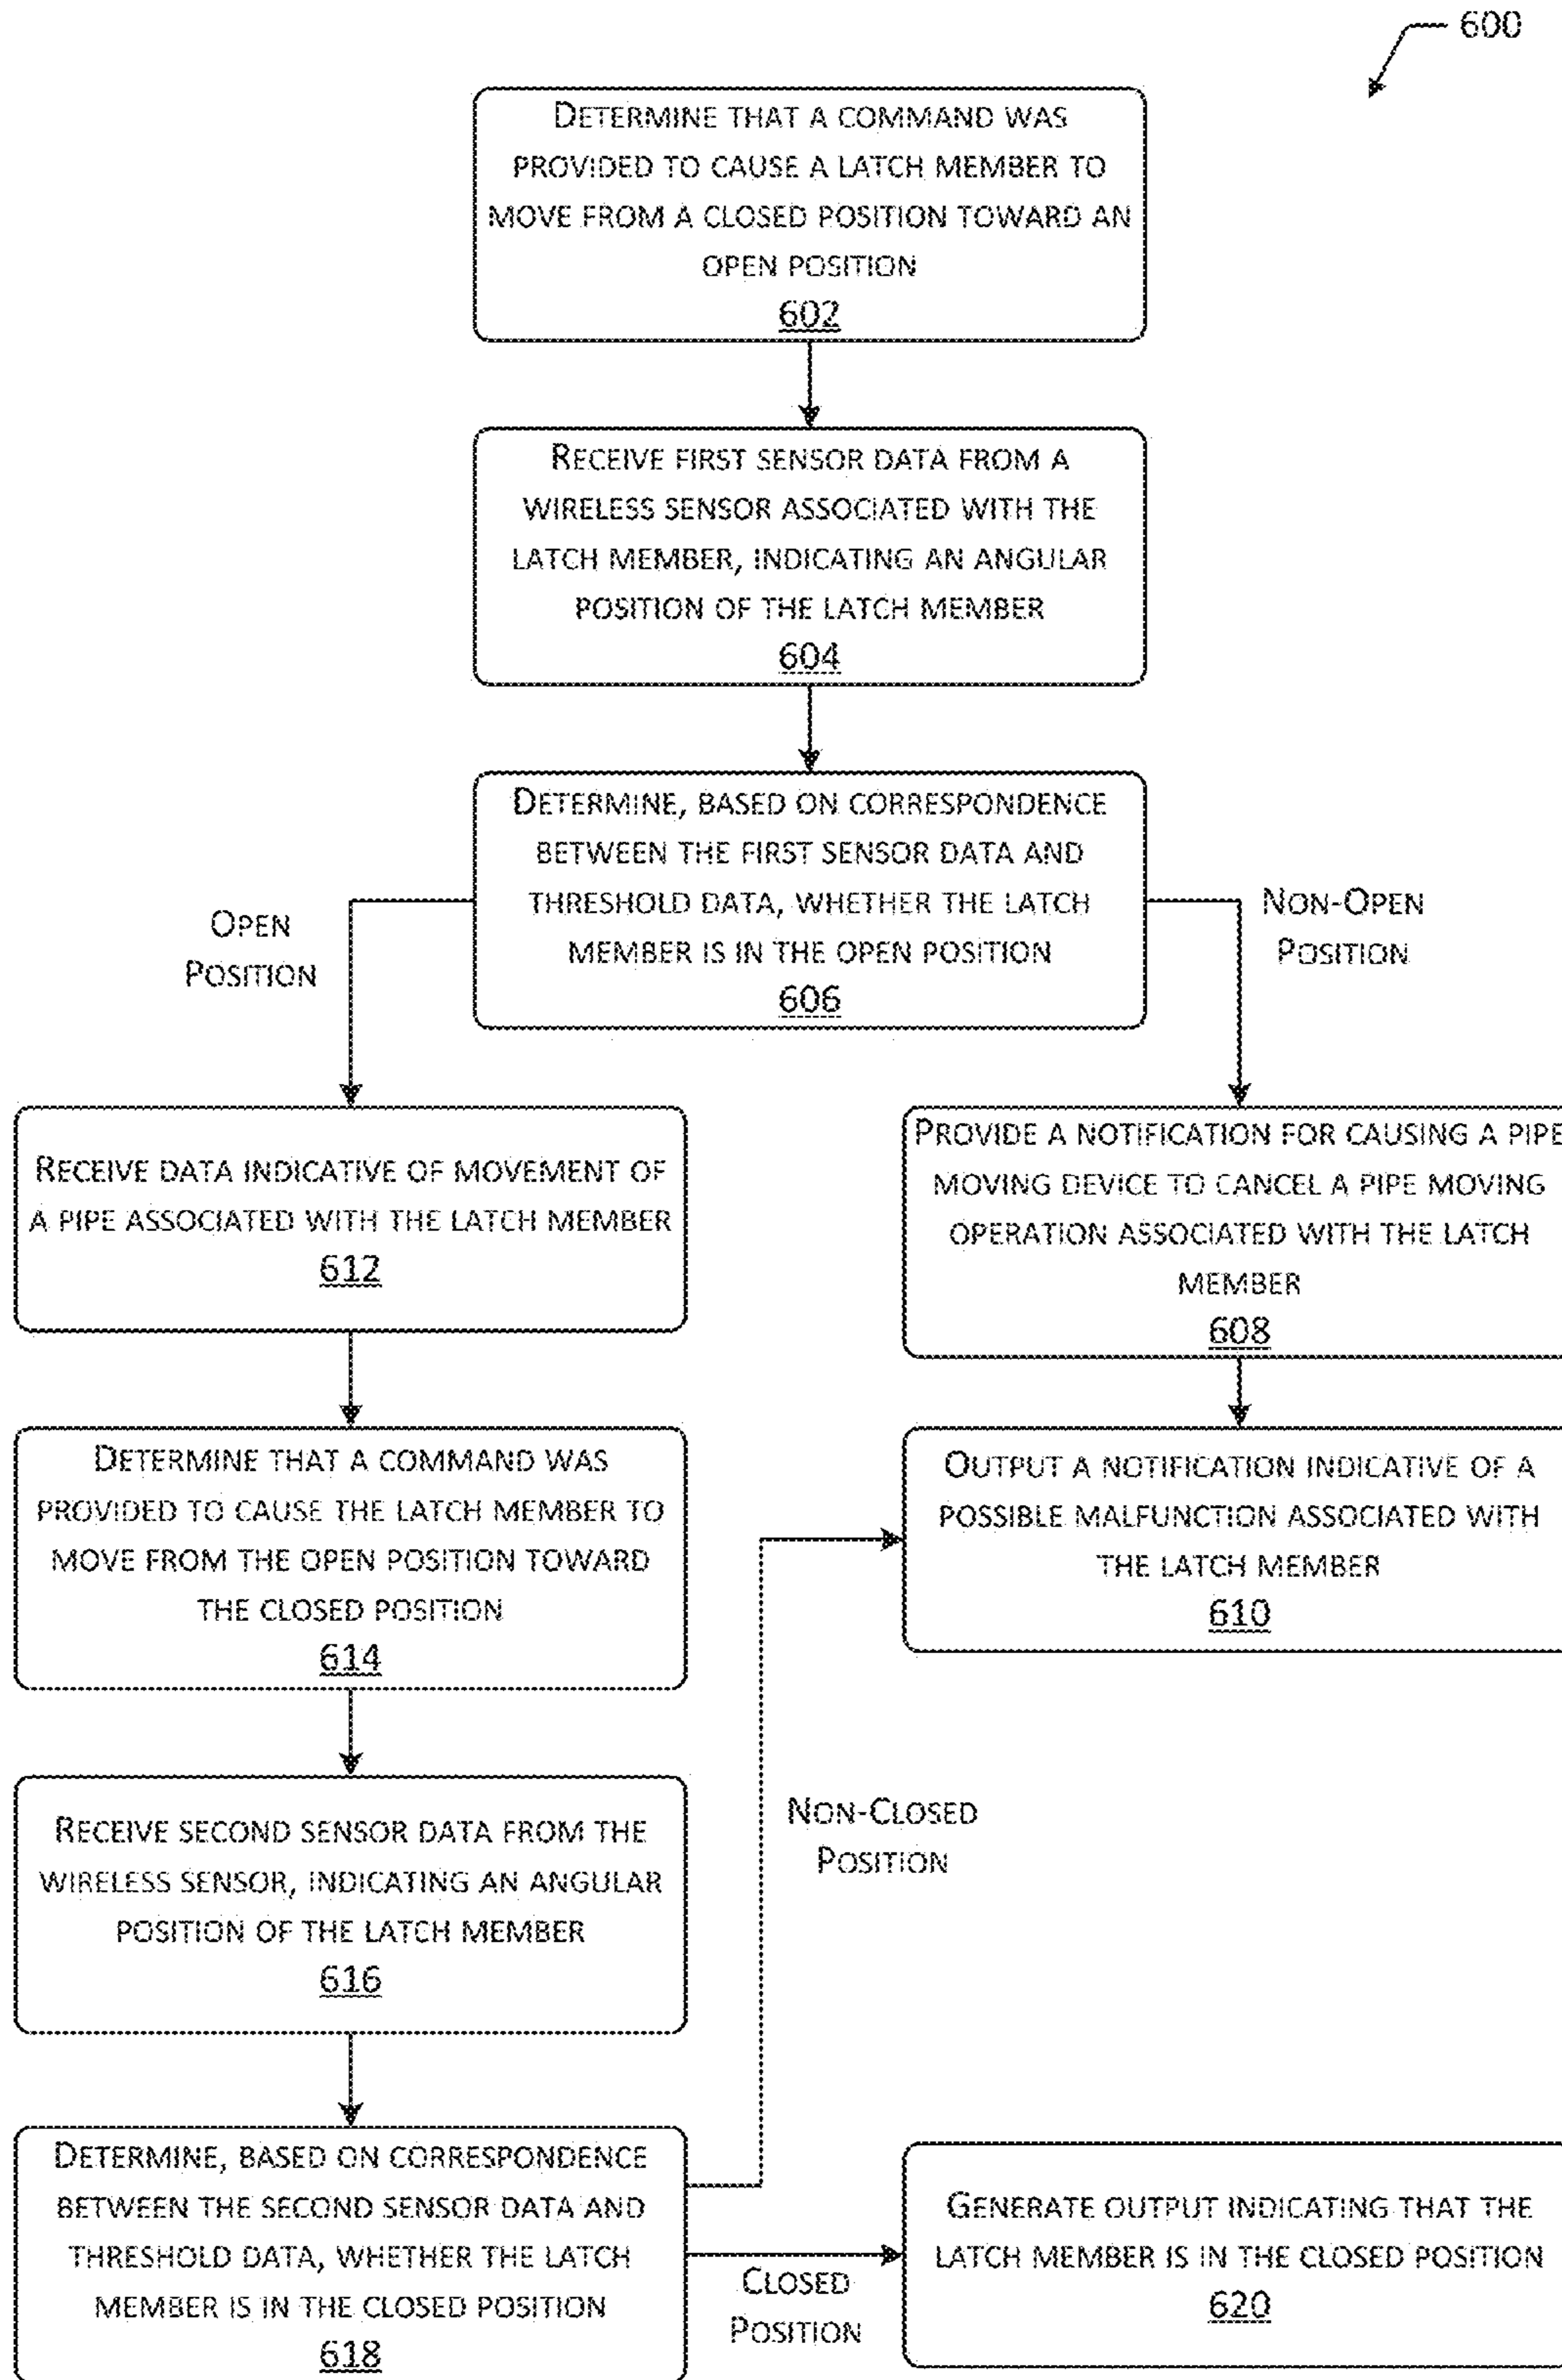 600
DETERMINE THAT A COMMAND WAS
PROVIDED TO CAUSE A LATCH MEMBER TO
MOVE FROM A CLOSED POSITION TOWARD AN
OPEN POSITION
602
RECEIVE FIRST SENSOR DATA FROM A
WIRELESS SENSOR ASSOCIATED WITH THE
LATCH MEMBER, INDICATING AN ANGULAR
POSITION OF THE LATCH MEMBER
604
DETERMINE, BASED ON CORRESPONDENCE
BETWEEN THE FIRST SENSOR DATA AND
THRESHOLD DATA, WHETHER THE LATCH
MEMBER IS IN THE OPEN POSITION
606
OPEN
POSITION
NON-OPEN
POSITION
RECEIVE DATA INDICATIVE OF MOVEMENT OF
A PIPE ASSOCIATED WITH THE LATCH MEMBER
612
PROVIDE A NOTIFICATION FOR CAUSING A PIPE
MOVING DEVICE TO CANCEL A PIPE MOVING
OPERATION ASSOCIATED WITH THE LATCH
MEMBER
608
DETERMINE THAT A COMMAND WAS
PROVIDED TO CAUSE THE LATCH MEMBER TO
MOVE FROM THE OPEN POSITION TOWARD
THE CLOSED POSITION
614
OUTPUT A NOTIFICATION INDICATIVE OF A
POSSIBLE MALFUNCTION ASSOCIATED WITH
THE LATCH MEMBER
610
RECEIVE SECOND SENSOR DATA FROM THE
WIRELESS SENSOR, INDICATING AN ANGULAR
POSITION OF THE LATCH MEMBER
616
NON-CLOSED
POSITION
DETERMINE, BASED ON CORRESPONDENCE
BETWEEN THE SECOND SENSOR DATA AND
THRESHOLD DATA, WHETHER THE LATCH
MEMBER IS IN THE CLOSED POSITION
618
CLOSED
POSITION
GENERATE OUTPUT INDICATING THAT THE
LATCH MEMBER IS IN THE CLOSED POSITION
620